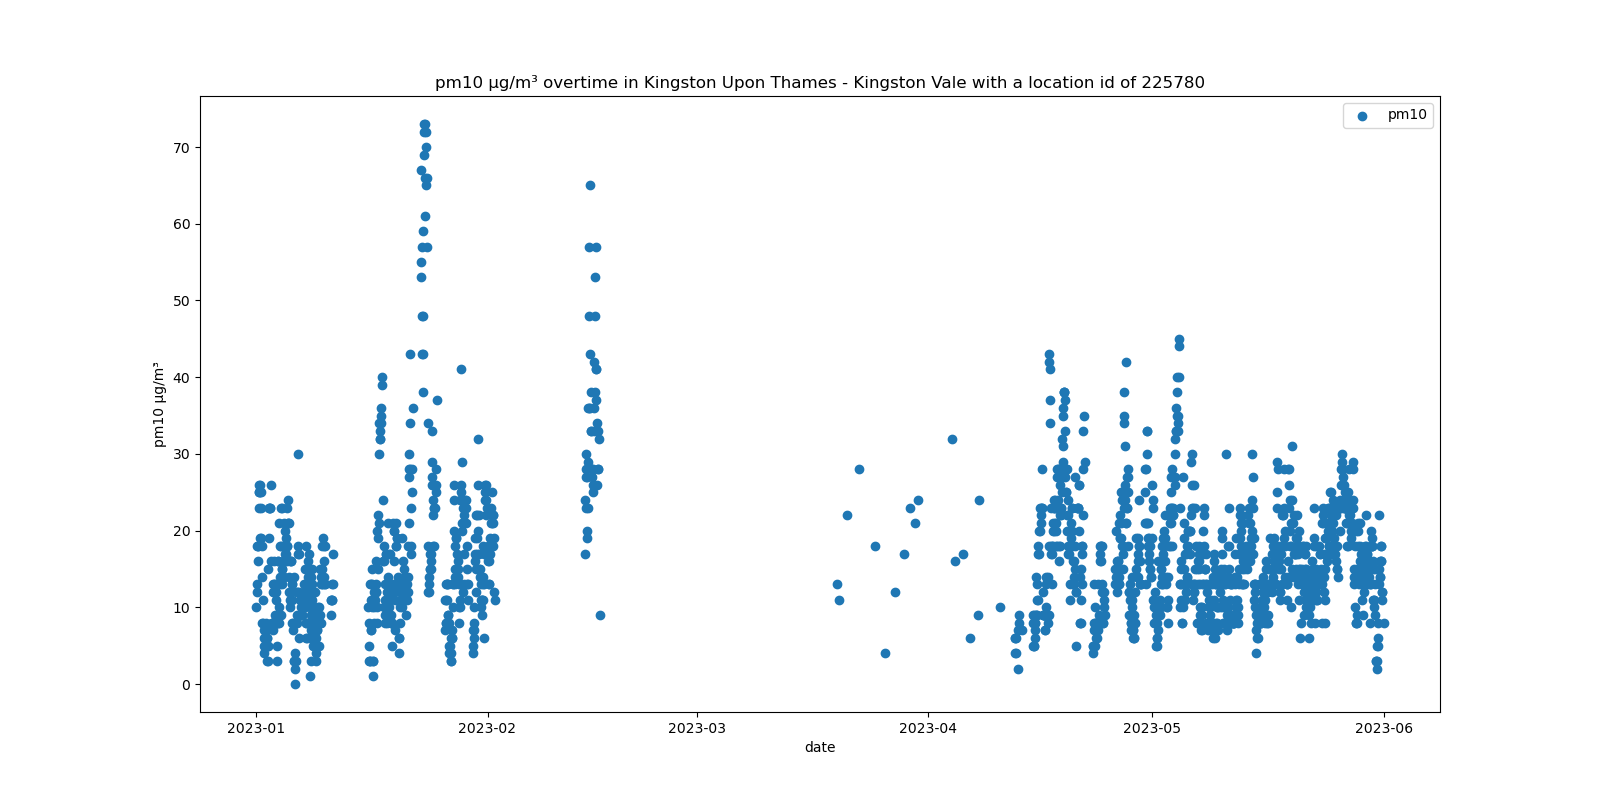 pm10 µg/m³ overtime in Kingston Upon Thames - Kingston Vale with a location id of 225780
pm10
70
60
50
40
30
20
10
0
pm10 µg/m³
2023-01 2023-02 2023-03 2023-04 2023-05 2023-06
date